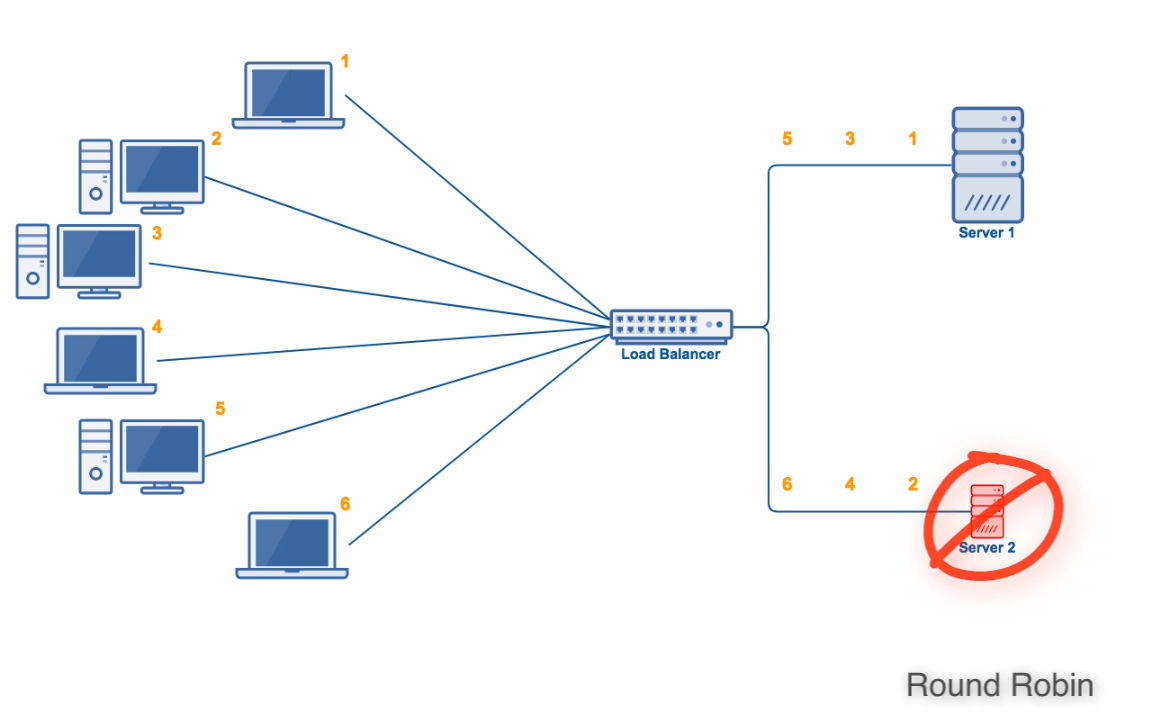 1
2
5 3 1
3
Server 1
4
Load Balancer
5
6 4 2
6
Server 2
Round Robin